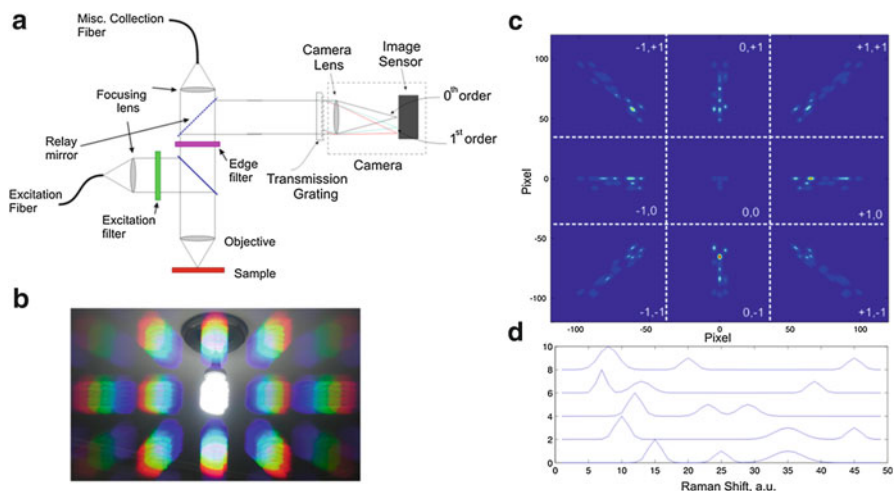 a
Misc. Collection
Fiber
Focusing
lens
Relay
mirror
Excitation
Fiber
Excitation
filter
Edge
filter
Objective
Sample
Transmission
Grating
Camera
Lens
Image
Sensor
0th order
1st order
Camera
b
c
-1,+1
0,+1
+1,+1
-1,0
0,0
+1,0
-1,-1
0,-1
+1,-1
100
50
0
-50
-100
Pixel
-100
-50
0
50
100
Pixel
d
10
8
6
4
2
0
0
5
10
15
20
25
30
35
40
45
50
Raman Shift, a.u.